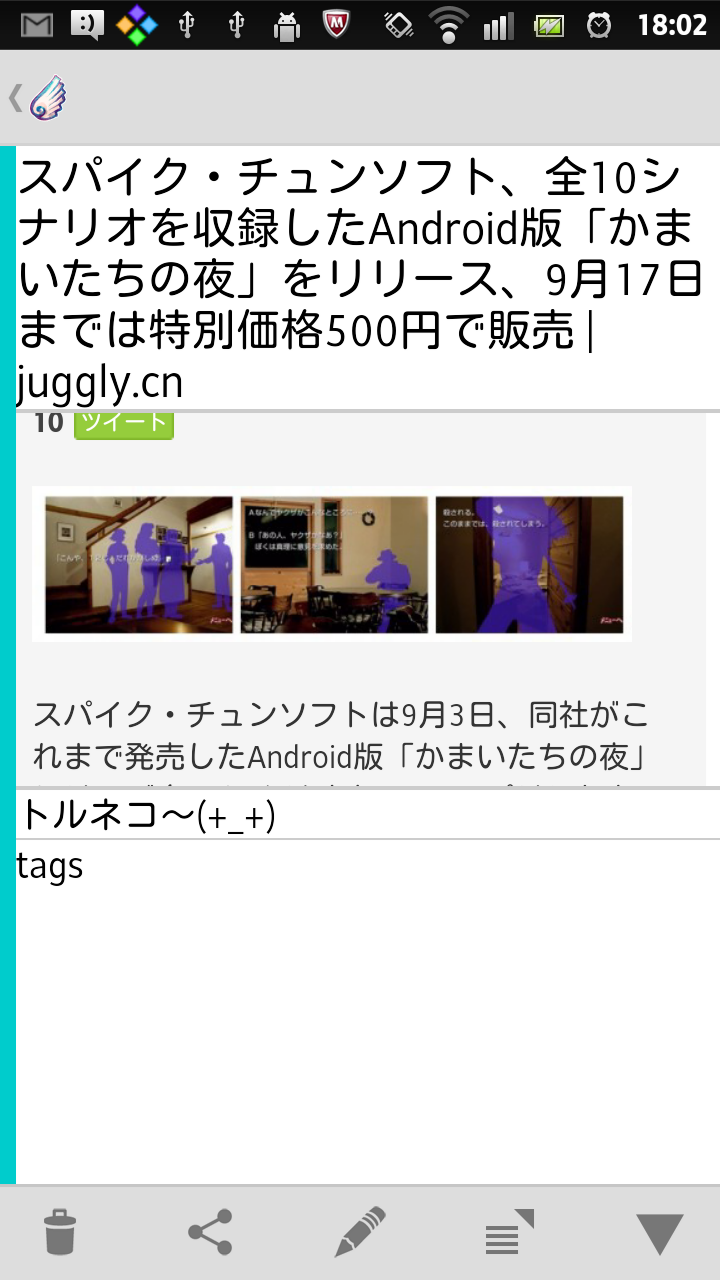 18:02
スパイク・チュンソフト、全10シ
ナリオを収録したAndroid版「かま
いたちの夜」をリリース、9月17日
までは特別価格500円で販売 |
juggly.cn
10 ツイート
Aなんでヤクザがこんなところに
B「あの人、ヤクザかなあ？」
ぼくは真理に意見を求めた。
殺される。
このままでは、殺されてしまう。
スパイク・チュンソフトは9月3日、同社がこ
れまで発売したAndroid版「かまいたちの夜」
トルネコ～(+_+)
tags